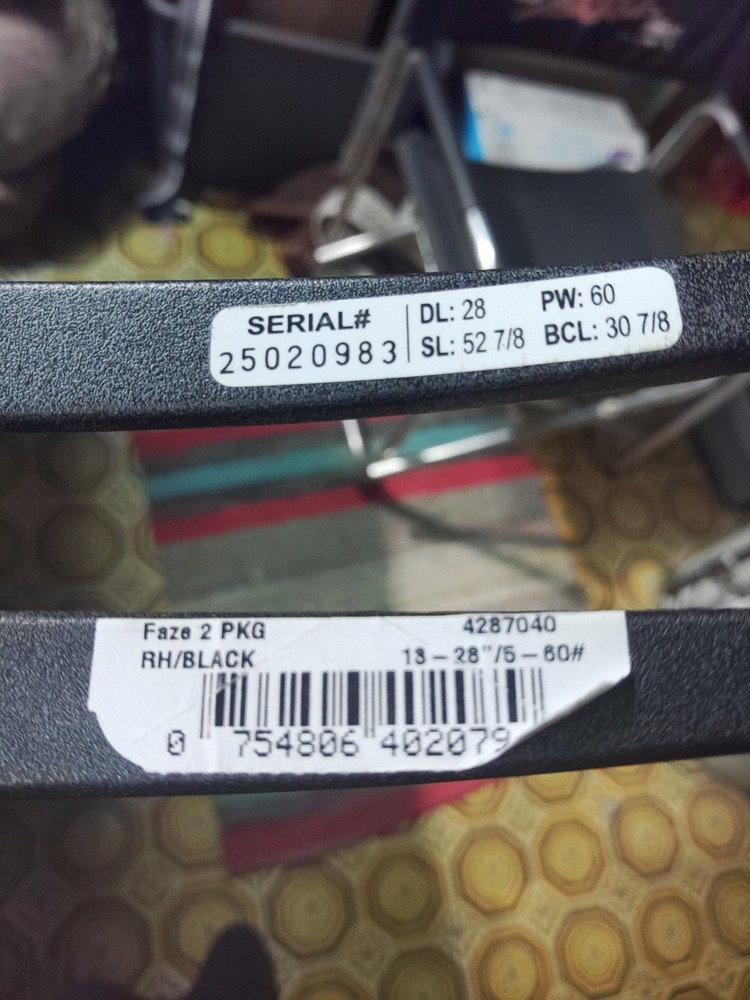 SERIAL# DL: 28 PW: 60
25020983 SL: 52 7/8 BCL: 30 7/8
Faze 2 PKG 4287040
RH/BLACK 13-28"/5-60#
0 754806 402079